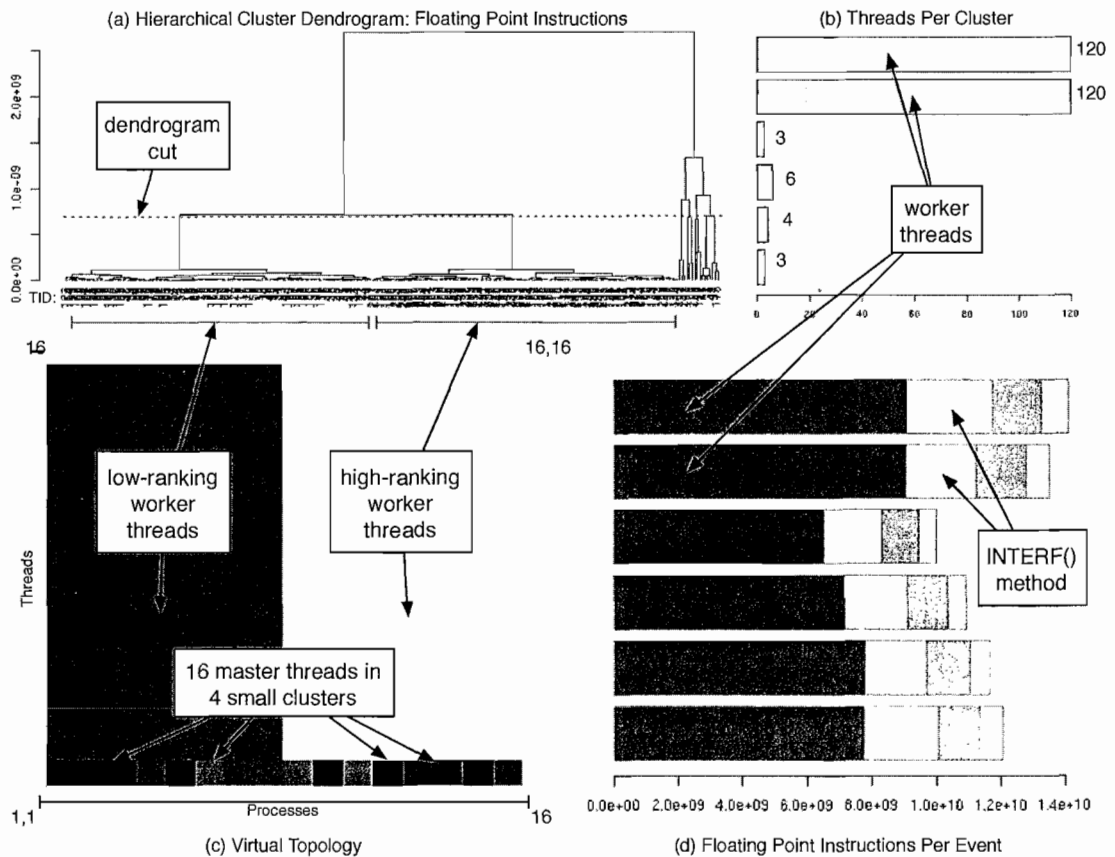 (a) Hierarchical Cluster Dendrogram: Floating Point Instructions
(b) Threads Per Cluster
0.0e+00 1.0e+09 2.0e+09
dendrogram
cut
TID:
120
120
3
6
4
3
worker
threads
0 20 40 60 80 100 120
16
16,16
Threads
low-ranking
worker
threads
high-ranking
worker
threads
16 master threads in
4 small clusters
INTERF()
method
1,1
Processes
16
0.0e+00 2.0e+09 4.0e+09 6.0e+09 8.0e+09 1.0e+10 1.2e+10 1.4e+10
(c) Virtual Topology
(d) Floating Point Instructions Per Event